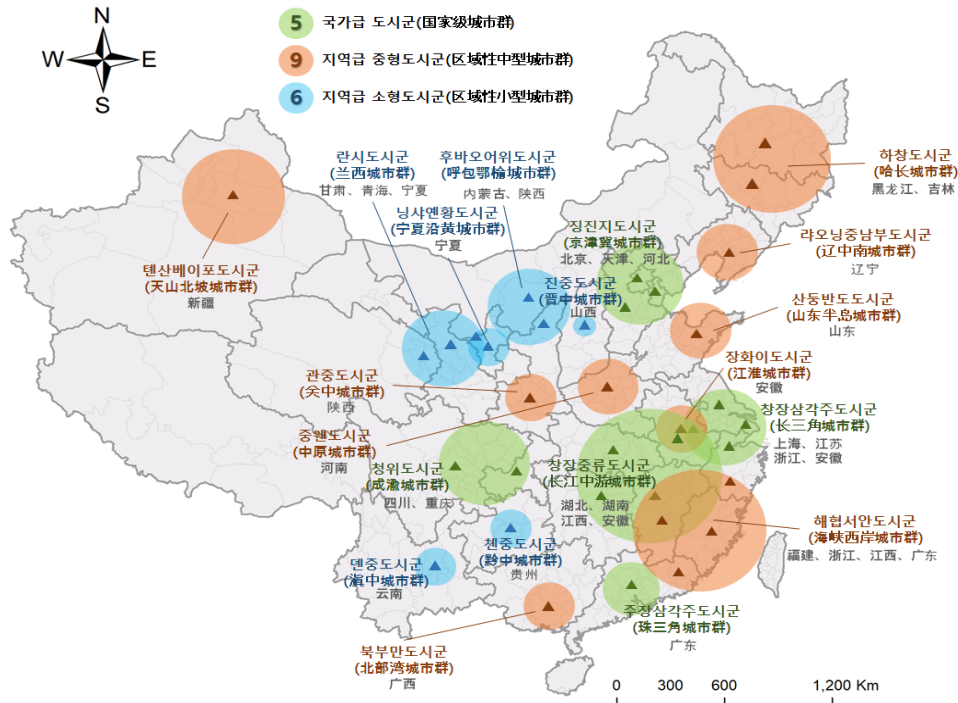 N
W E
S
5 국가급 도시군(国家级城市群)
9 지역급 중형도시군(区域性中型城市群)
6 지역급 소형도시군(区域性小型城市群)
란시도시군
(兰西城市群)
甘肃、青海、宁夏
후바오어위도시군
(呼包鄂榆城市群)
内蒙古、陕西
닝샤옌황도시군
(宁夏沿黄城市群)
宁夏
징진지도시군
(京津冀城市群)
北京、天津、河北
하창도시군
(哈长城市群)
黑龙江、吉林
랴오닝중남부도시군
(辽中南城市群)
辽宁
톈산베이포도시군
(天山北坡城市群)
新疆
진중도시군
(晋中城市群)
山西
산둥반도도시군
(山东半岛城市群)
山东
장화이도시군
(江淮城市群)
安徽
관중도시군
(关中城市群)
陕西
중웬도시군
(中原城市群)
河南
창장삼각주도시군
(长三角城市群)
上海、江苏
浙江、安徽
청위도시군
(成渝城市群)
四川、重庆
창장중류도시군
(长江中游城市群)
湖北、湖南
江西、安徽
해협서안도시군
(海峡西岸城市群)
福建、浙江、江西、广东
첸중도시군
(黔中城市群)
贵州
뎬중도시군
(滇中城市群)
云南
주장삼각주도시군
(珠三角城市群)
广东
북부만도시군
(北部湾城市群)
广西
0 300 600 1,200 Km